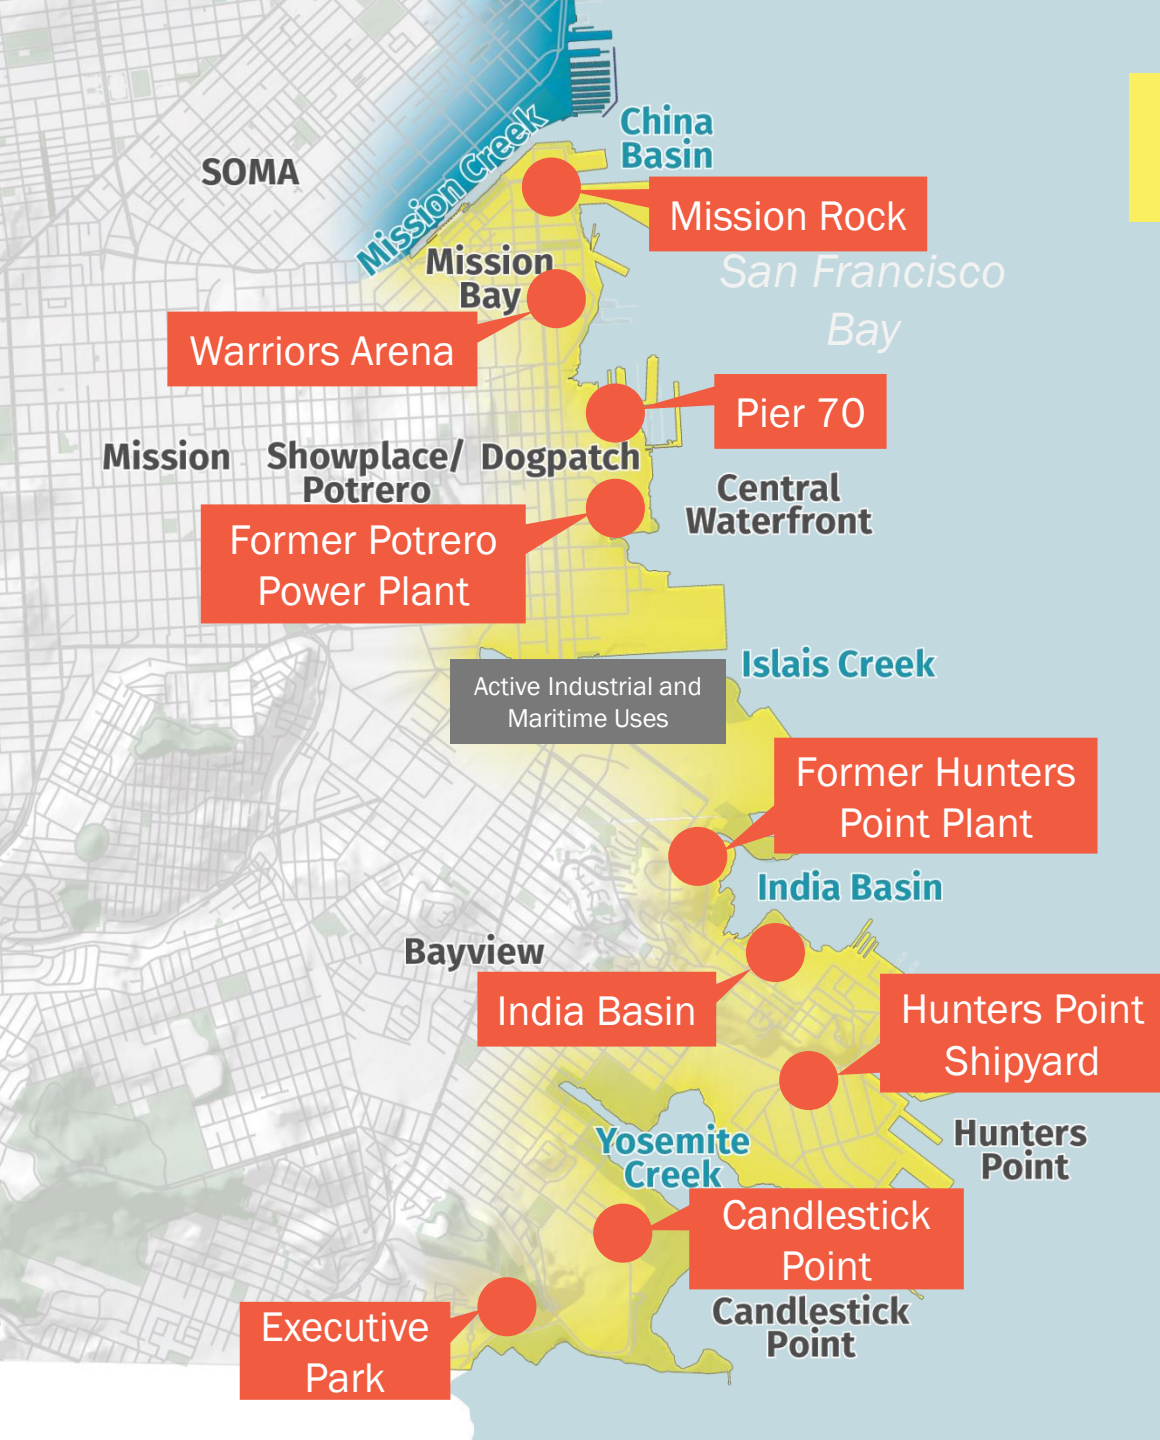 China
Basin
Mission Creek
SOMA
Mission Rock
Mission
Bay
San Francisco
Bay
Warriors Arena
Pier 70
Mission
Showplace/
Potrero
Dogpatch
Central
Waterfront
Former Potrero
Power Plant
Islais Creek
Active Industrial and
Maritime Uses
Former Hunters
Point Plant
India Basin
Bayview
India Basin
Hunters Point
Shipyard
Yosemite
Creek
Hunters
Point
Candlestick
Point
Candlestick
Point
Executive
Park